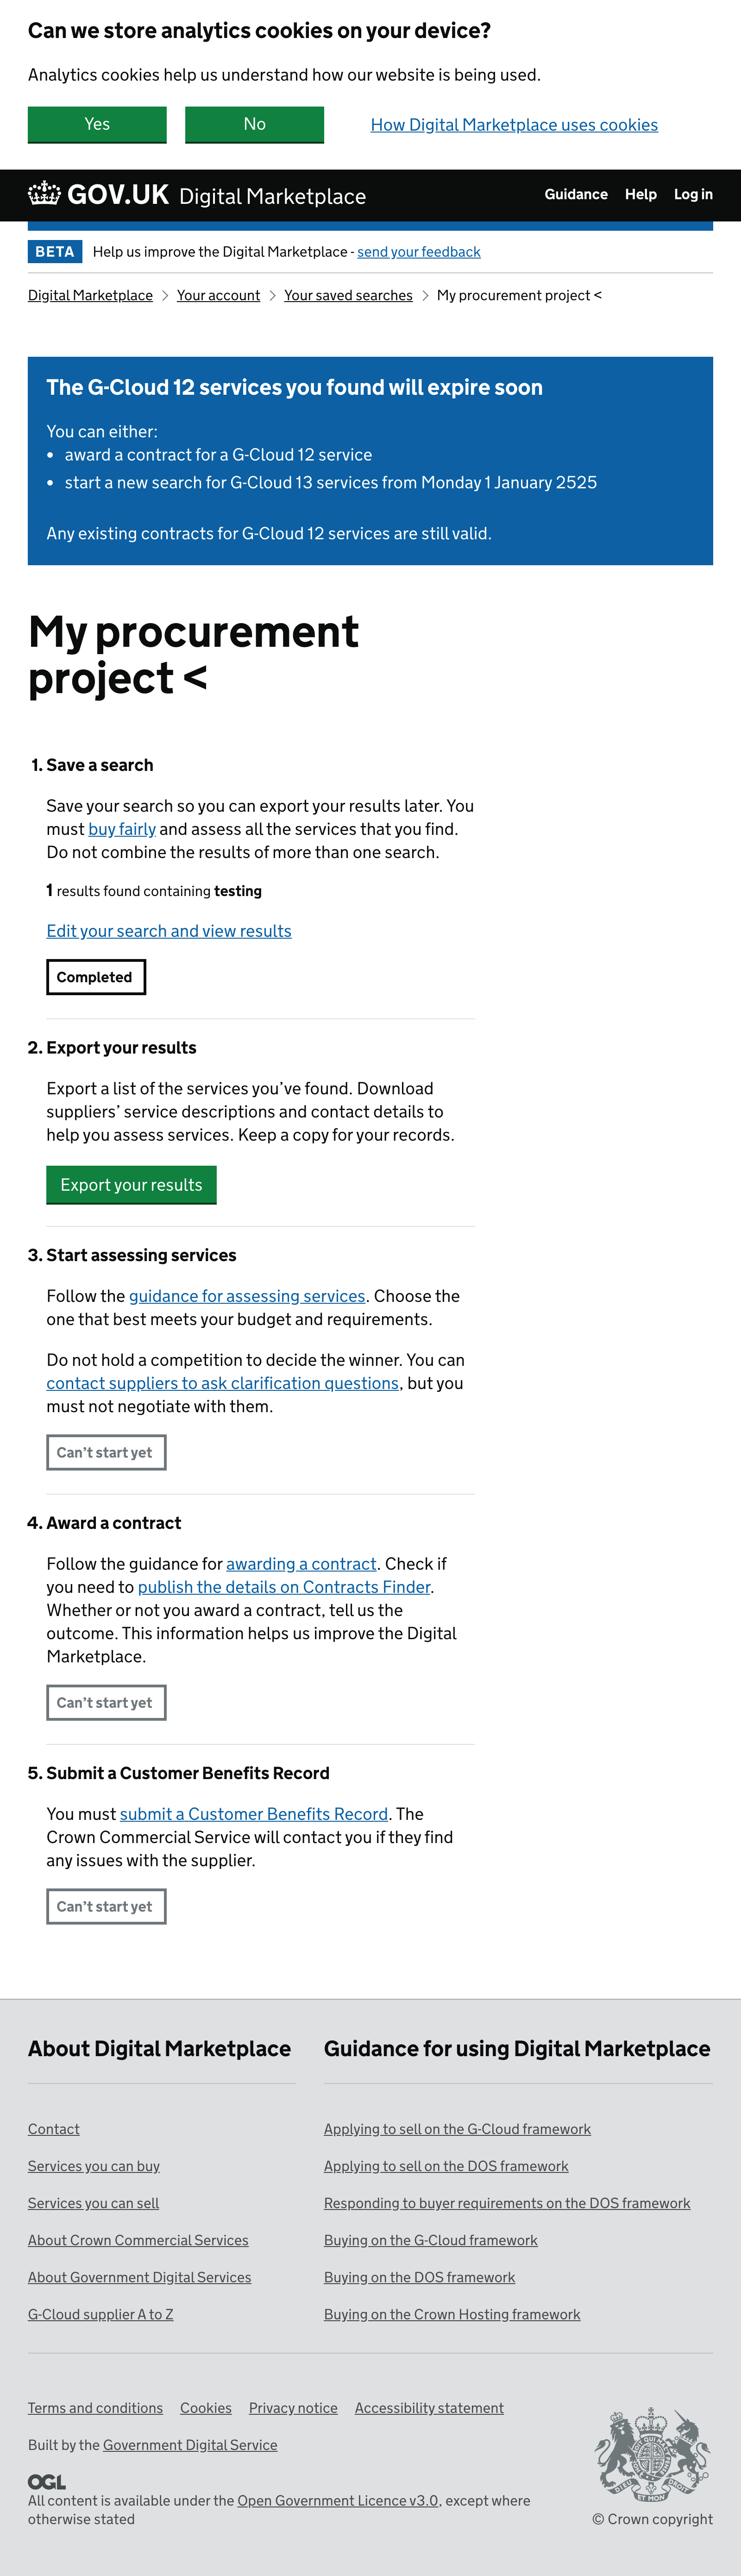 Can we store analytics cookies on your device?
Analytics cookies help us understand how our website is being used.
Yes
No
How Digital Marketplace uses cookies
GOV.UK Digital Marketplace
Guidance
Help
Log in
BETA
Help us improve the Digital Marketplace - send your feedback
Digital Marketplace
Your account
Your saved searches
My procurement project <
The G-Cloud 12 services you found will expire soon
You can either:
• award a contract for a G-Cloud 12 service
• start a new search for G-Cloud 13 services from Monday 1 January 2525
Any existing contracts for G-Cloud 12 services are still valid.
My procurement
project <
1. Save a search
Save your search so you can export your results later. You
must buy fairly and assess all the services that you find.
Do not combine the results of more than one search.
1 results found containing testing
Edit your search and view results
Completed
2. Export your results
Export a list of the services you’ve found. Download
suppliers’ service descriptions and contact details to
help you assess services. Keep a copy for your records.
Export your results
3. Start assessing services
Follow the guidance for assessing services. Choose the
one that best meets your budget and requirements.
Do not hold a competition to decide the winner. You can
contact suppliers to ask clarification questions, but you
must not negotiate with them.
Can’t start yet
4. Award a contract
Follow the guidance for awarding a contract. Check if
you need to publish the details on Contracts Finder.
Whether or not you award a contract, tell us the
outcome. This information helps us improve the Digital
Marketplace.
Can’t start yet
5. Submit a Customer Benefits Record
You must submit a Customer Benefits Record. The
Crown Commercial Service will contact you if they find
any issues with the supplier.
Can’t start yet
About Digital Marketplace
Contact
Services you can buy
Services you can sell
About Crown Commercial Services
About Government Digital Services
G-Cloud supplier A to Z
Guidance for using Digital Marketplace
Applying to sell on the G-Cloud framework
Applying to sell on the DOS framework
Responding to buyer requirements on the DOS framework
Buying on the G-Cloud framework
Buying on the DOS framework
Buying on the Crown Hosting framework
Terms and conditions
Cookies
Privacy notice
Accessibility statement
Built by the Government Digital Service
OGL
All content is available under the Open Government Licence v3.0, except where
otherwise stated
© Crown copyright